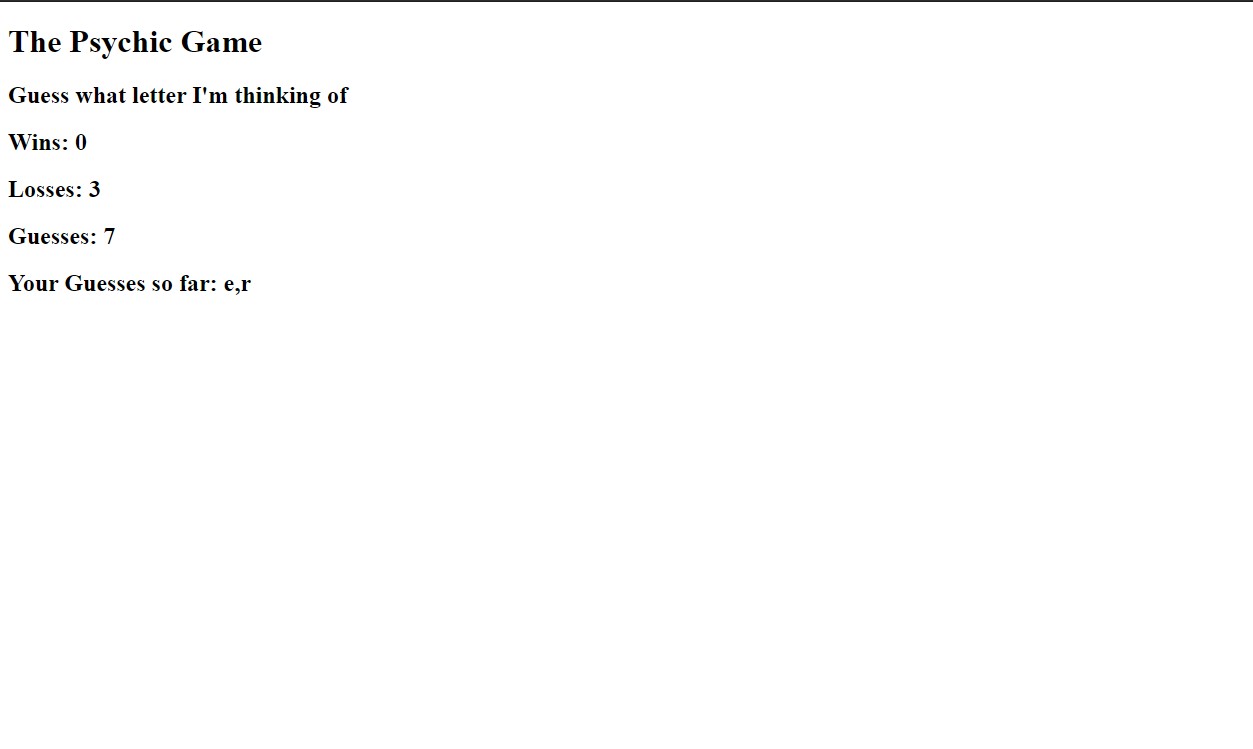 The Psychic Game
Guess what letter I'm thinking of
Wins: 0
Losses: 3
Guesses: 7
Your Guesses so far: e,r